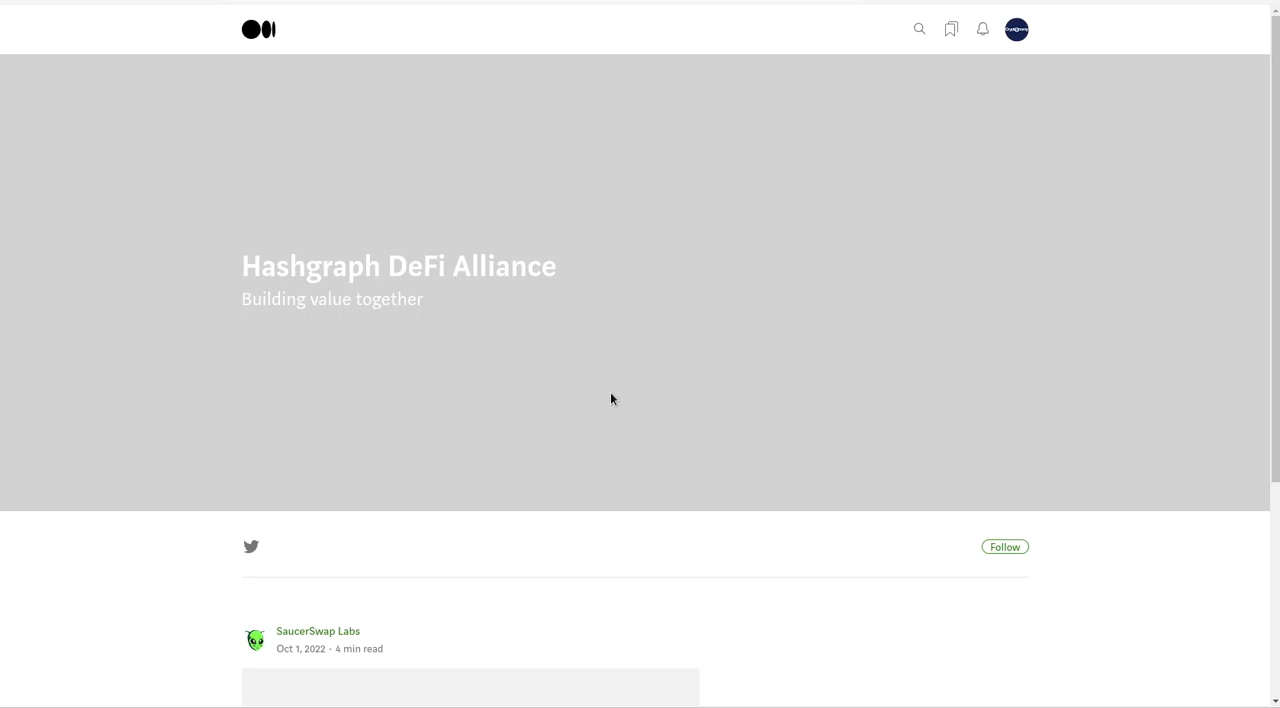 Hashgraph DeFi Alliance
Building value together
Follow
SaucerSwap Labs
Oct 1, 2022 · 4 min read